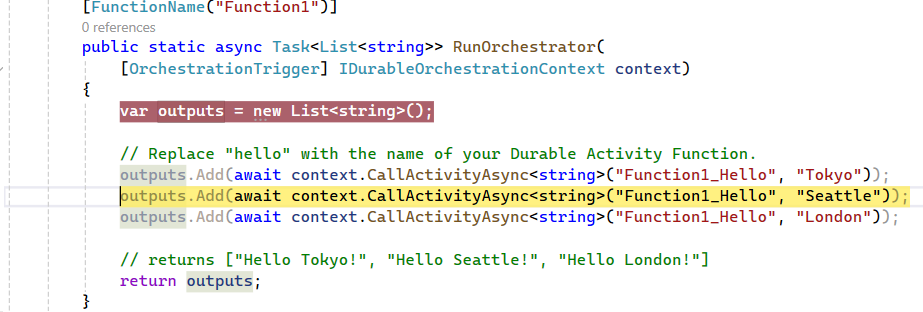 [FunctionName("Function1")]
0 references
public static async Task<List<string>> RunOrchestrator(
[OrchestrationTrigger] IDurableOrchestrationContext context)
{
var outputs = new List<string>();
// Replace "hello" with the name of your Durable Activity Function.
outputs.Add(await context.CallActivityAsync<string>("Function1_Hello", "Tokyo"));
outputs.Add(await context.CallActivityAsync<string>("Function1_Hello", "Seattle"));
outputs.Add(await context.CallActivityAsync<string>("Function1_Hello", "London"));
// returns ["Hello Tokyo!", "Hello Seattle!", "Hello London!"]
return outputs;
}